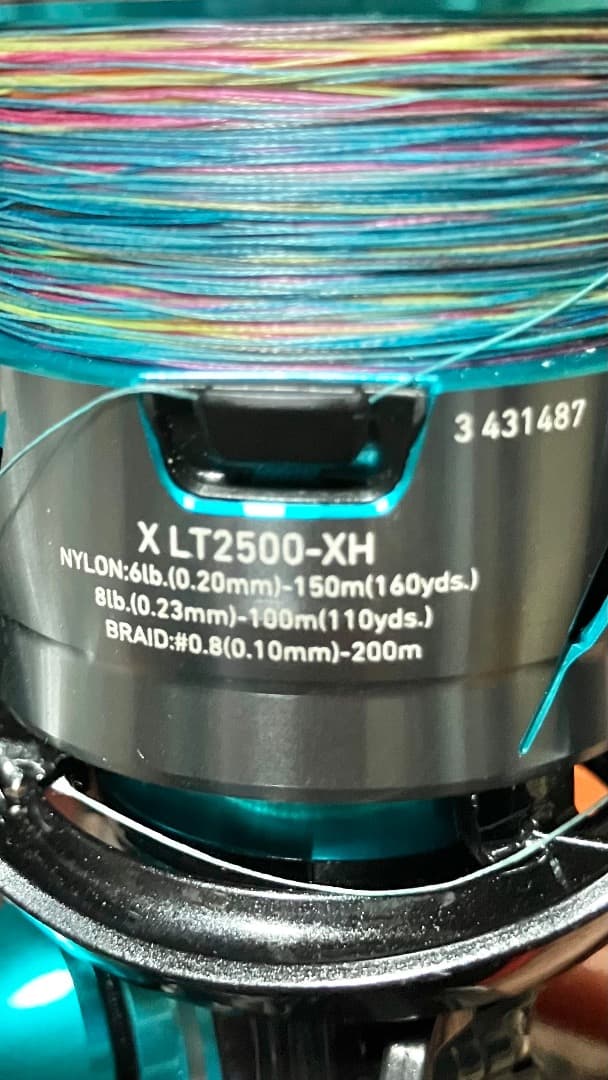 3 431487
X LT2500-XH
NYLON:6lb.(0.20mm)-150m(160yds.)
8lb.(0.23mm)-100m(110yds.)
BRAID:#0.8(0.10mm)-200m